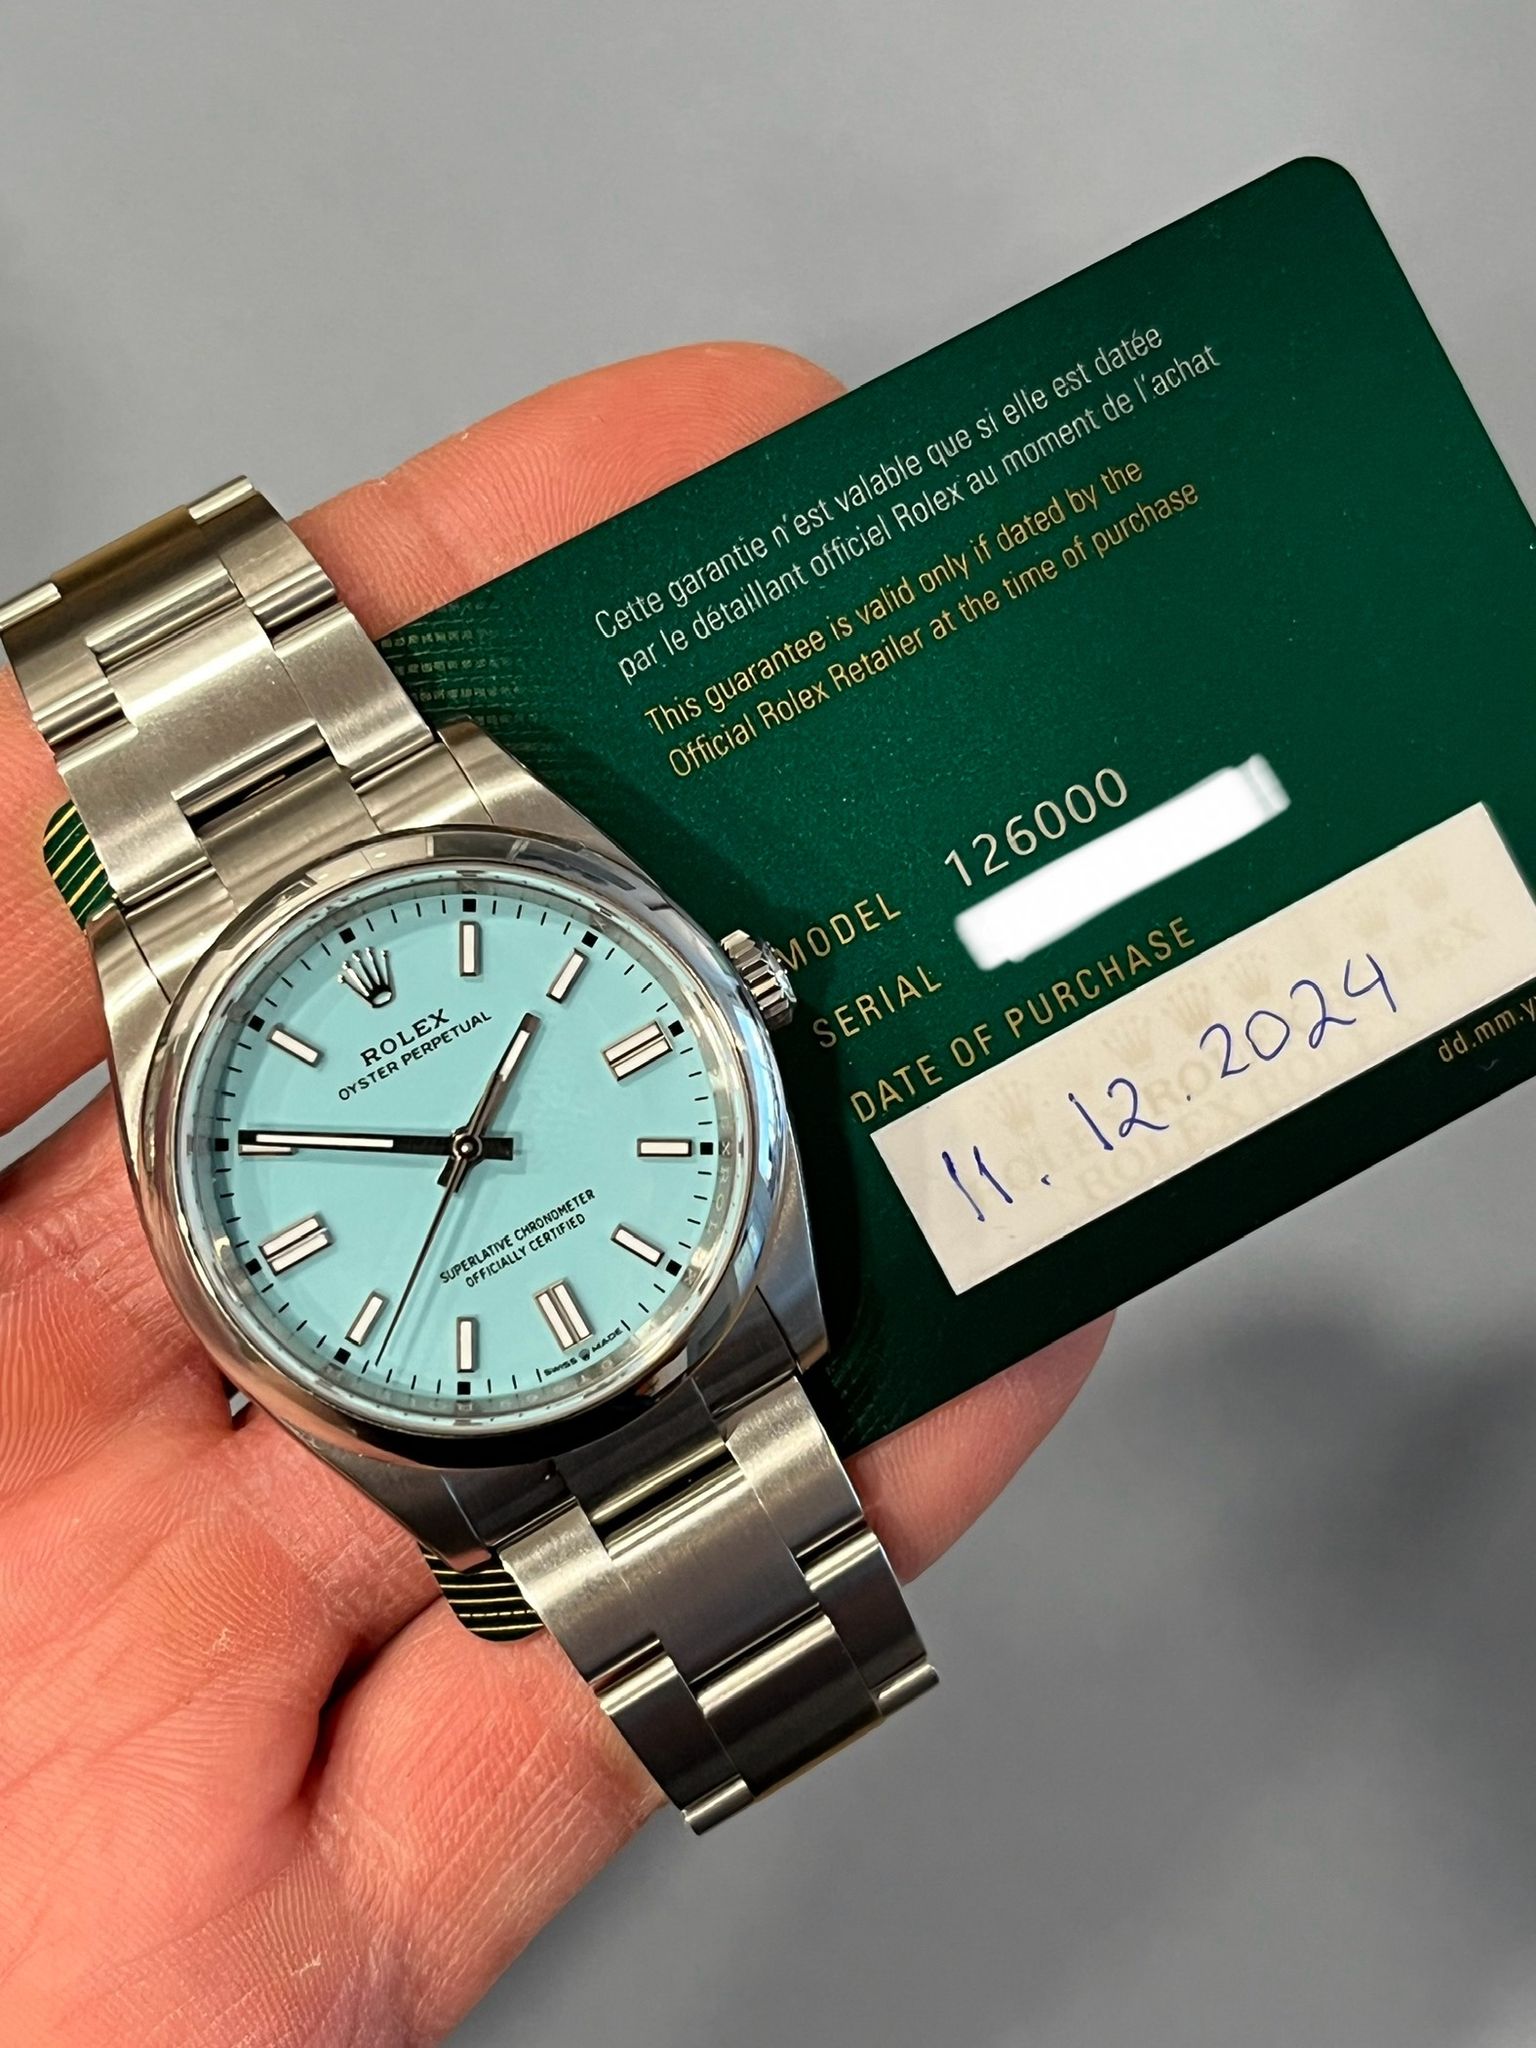 Cette garantie n'est valable que si elle est datée
par le détaillant officiel Rolex au moment de l'achat
This guarantee is valid only if dated by the
Official Rolex Retailer at the time of purchase
MODEL 126000
SERIAL
DATE OF PURCHASE
11.12.2024
dd.mm.y
ROLEX
OYSTER PERPETUAL
SUPERLATIVE CHRONOMETER
OFFICIALLY CERTIFIED
SWISS MADE